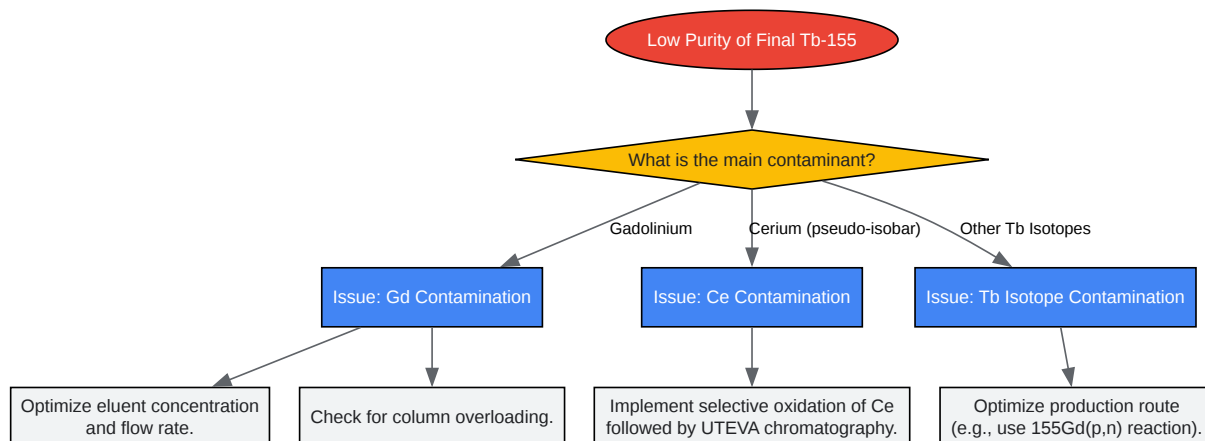 Low Purity of Final Tb-155
What is the main contaminant?
Gadolinium
Cerium (pseudo-isobar)
Other Tb Isotopes
Issue: Gd Contamination
Issue: Ce Contamination
Issue: Tb Isotope Contamination
Optimize eluent concentration
and flow rate.
Check for column overloading.
Implement selective oxidation of Ce
followed by UTEVA chromatography.
Optimize production route
(e.g., use 155Gd(p,n) reaction).